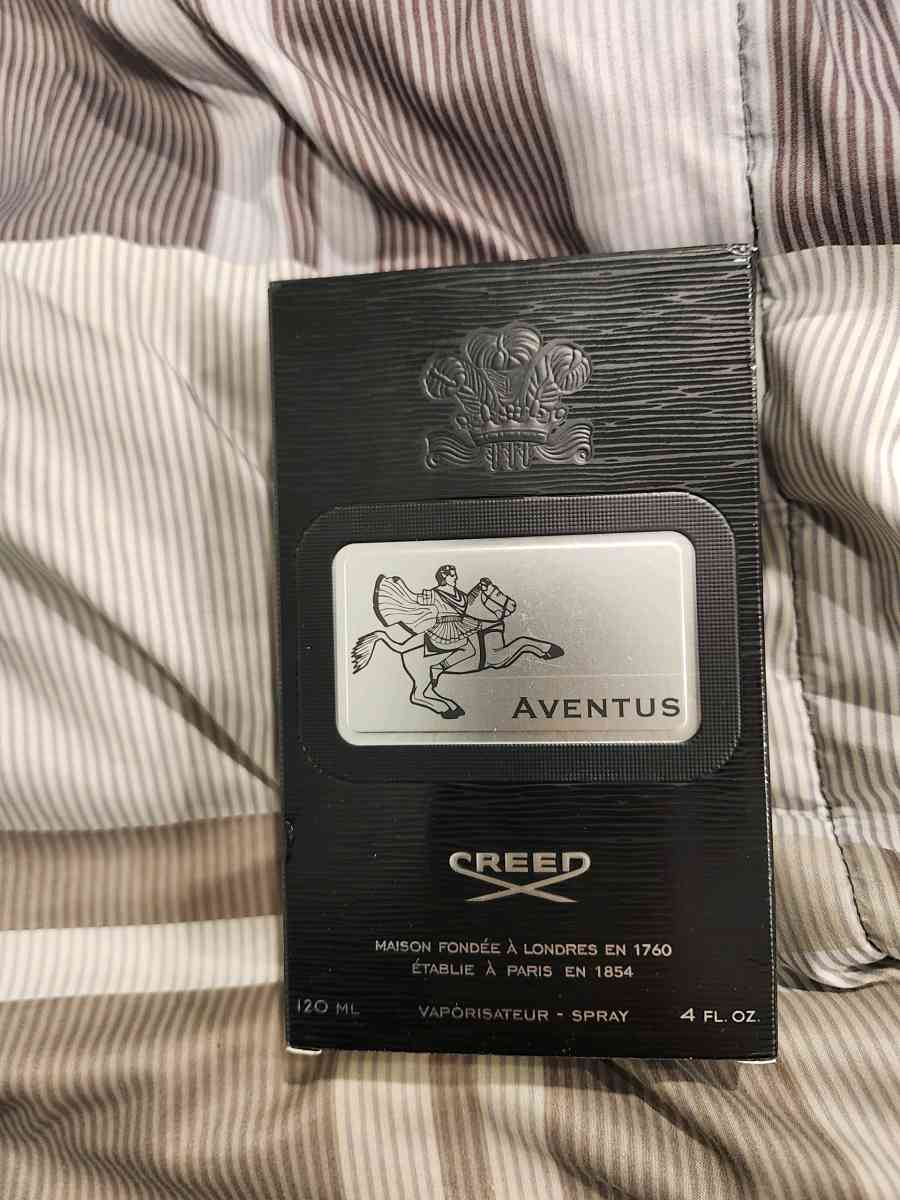 AVENTUS
CREED
MAISON FONDÉE À LONDRES EN 1760
ÉTABLIE À PARIS EN 1854
120 ML VAPORISATEUR - SPRAY 4 FL. OZ.